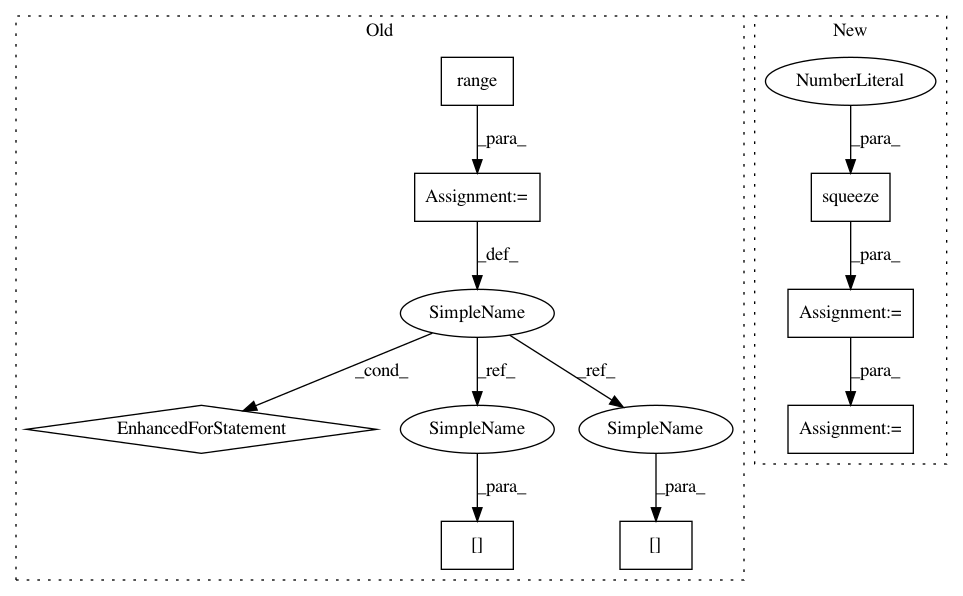 Old
New
range
NumberLiteral
_para_
_para_
Assignment:=
squeeze
_def_
_para_
SimpleName
Assignment:=
_cond_
_ref_
_ref_
_para_
EnhancedForStatement
SimpleName
SimpleName
Assignment:=
_para_
_para_
[]
[]